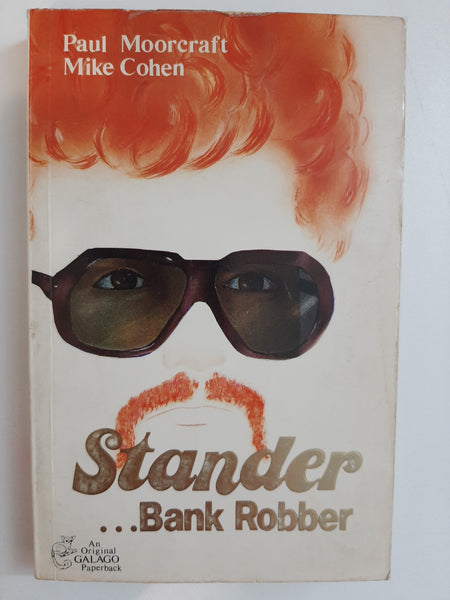 Paul Moorcraft
Mike Cohen
Stander
...Bank Robber
An
Original
GALAGO
Paperback